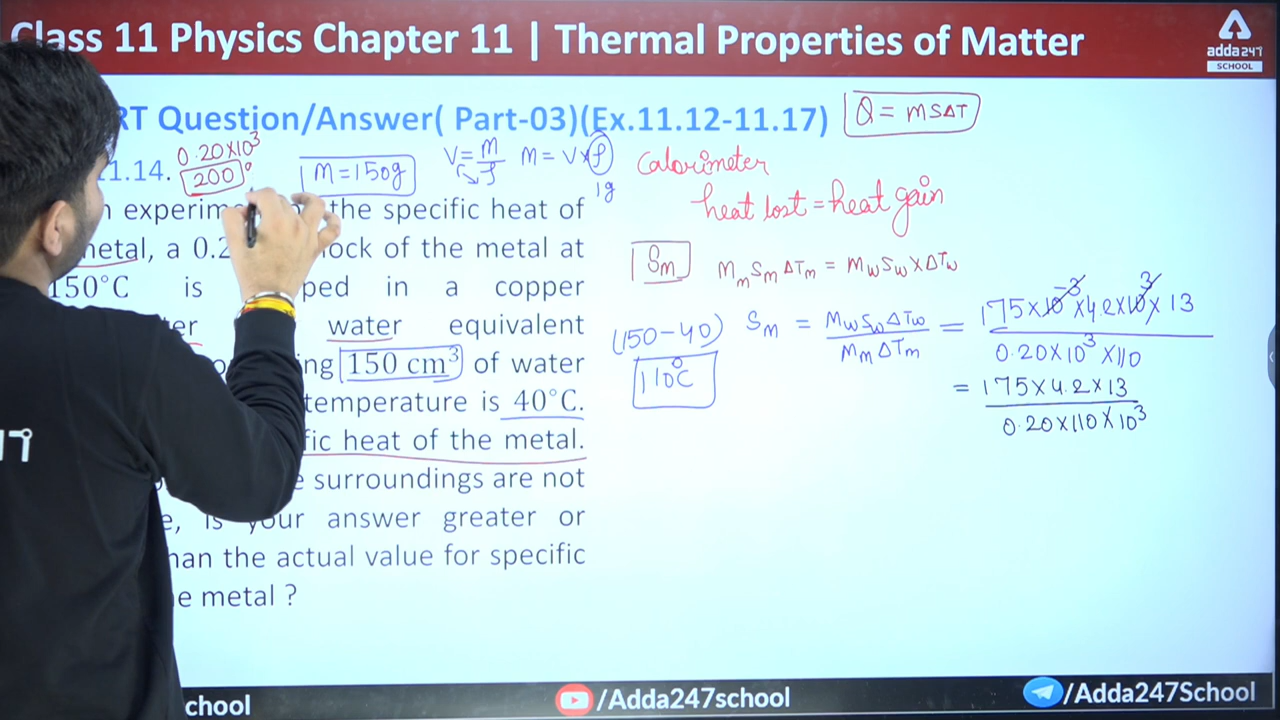 Class 11 Physics Chapter 11 | Thermal Properties of Matter
adda247
SCHOOL
RT Question/Answer( Part-03)(Ex.11.12-11.17)
Q = msΔT
11.14.
0.20×10³
200
m=150g
V=m/ρ m=V×ρ
1g
n experime the specific heat of
metal, a 0.2 lock of the metal at
150°C is ped in a copper
ter water equivalent
ng 150 cm³ of water
temperature is 40°C.
fic heat of the metal.
e surroundings are not
e, is your answer greater or
han the actual value for specific
e metal ?
Calorimeter
heat lost = heat gain
Sm
MmSmΔTm = MwSw×ΔTw
(150-40)
110°C
Sm = MwSwΔTw/MmΔTm = 175×10⁻³×4.2×10³×13/0.20×10³×110
= 175×4.2×13/0.20×110×10³
chool
/Adda247school
/Adda247School